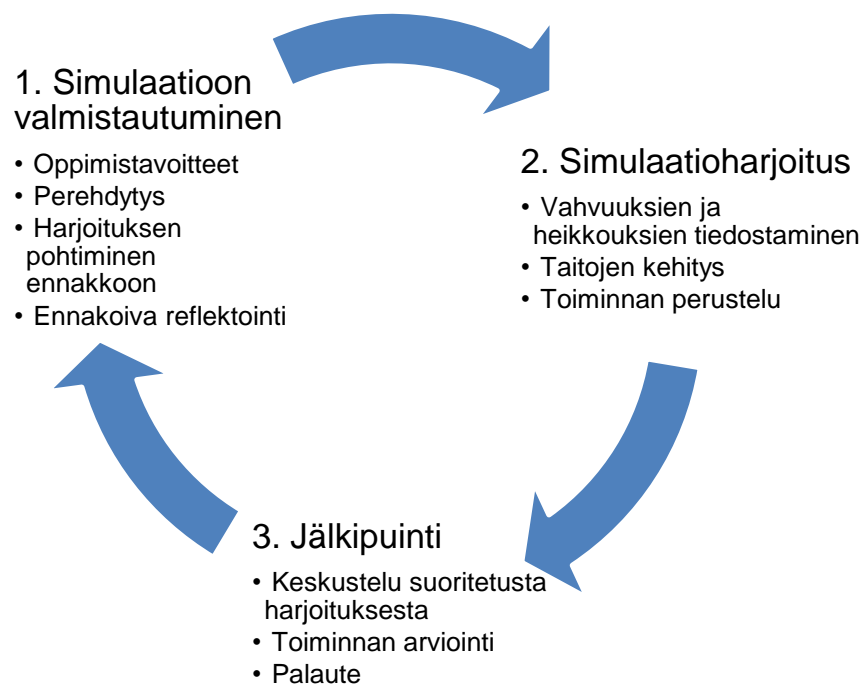 1. Simulaatioon
valmistautuminen
• Oppimistavoitteet
• Perehdytys
• Harjoituksen
pohtiminen
ennakkoon
• Ennakoiva reflektointi
2. Simulaatioharjoitus
• Vahvuuksien ja
heikkouksien tiedostaminen
• Taitojen kehitys
• Toiminnan perustelu
3. Jälkipuinti
• Keskustelu suoritetusta
harjoituksesta
• Toiminnan arviointi
• Palaute